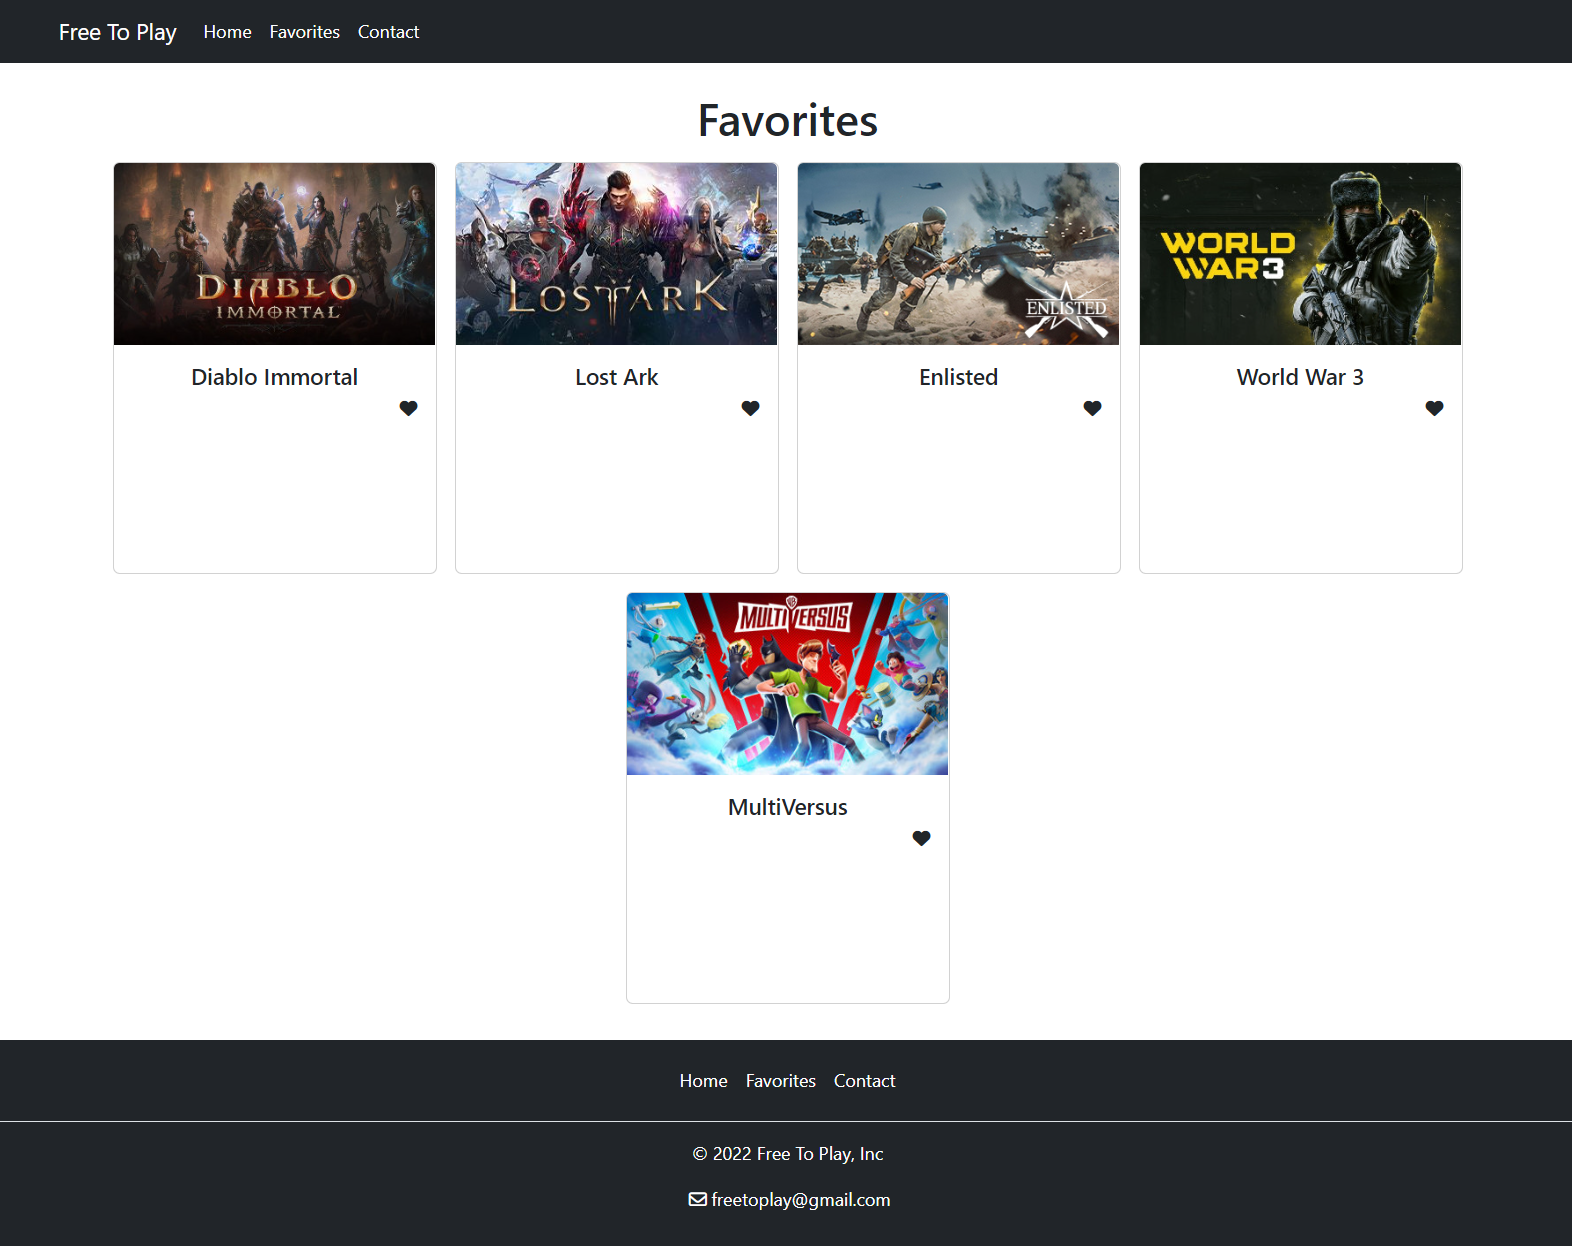 Free To Play Home Favorites Contact
Favorites
DIABLO
IMMORTAL
LOST ARK
ENLISTED
WORLD
WAR3
Diablo Immortal
Lost Ark
Enlisted
World War 3
MULTIVERSUS
MultiVersus
Home Favorites Contact
© 2022 Free To Play, Inc
freetoplay@gmail.com